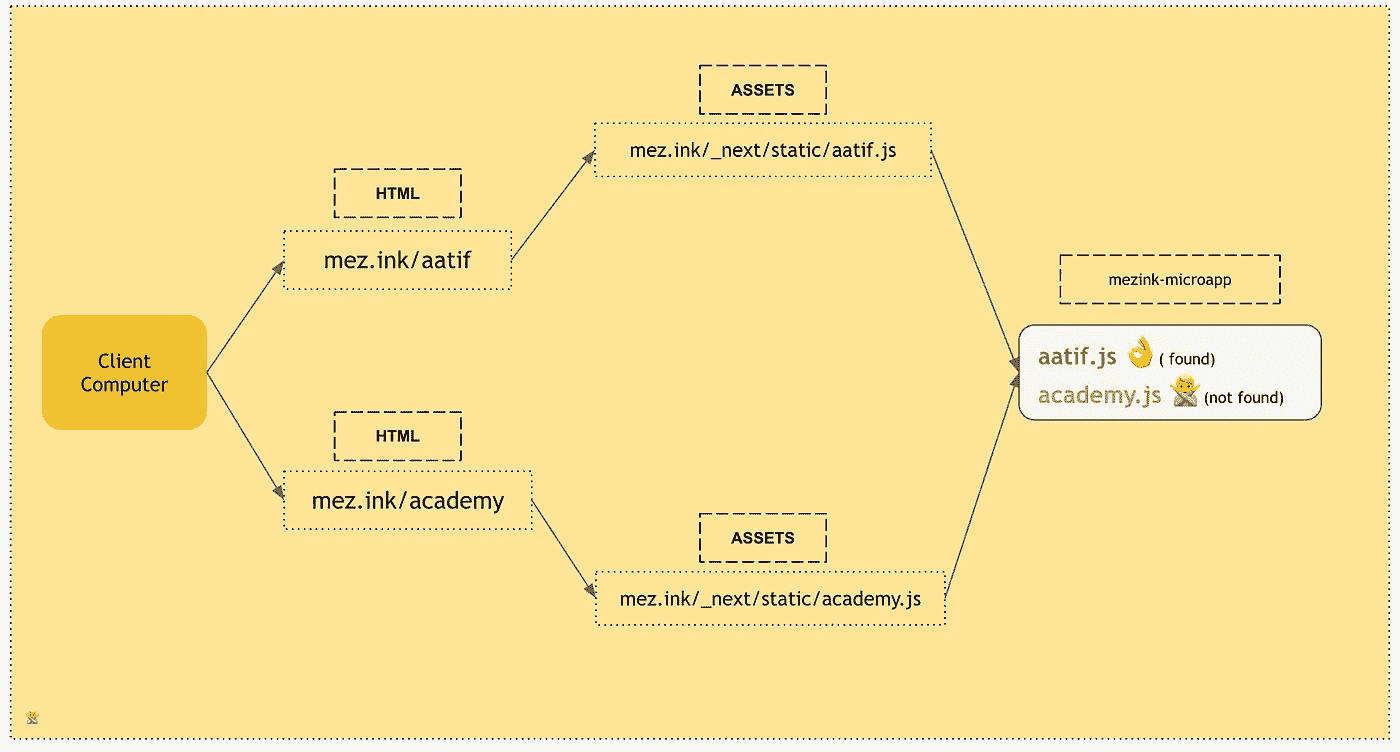 ASSETS
mez.ink/_next/static/aatif.js
HTML
mez.ink/aatif
mezink-microapp
Client
Computer
aatif.js 👌 ( found)
academy.js 🙅 (not found)
HTML
mez.ink/academy
ASSETS
mez.ink/_next/static/academy.js